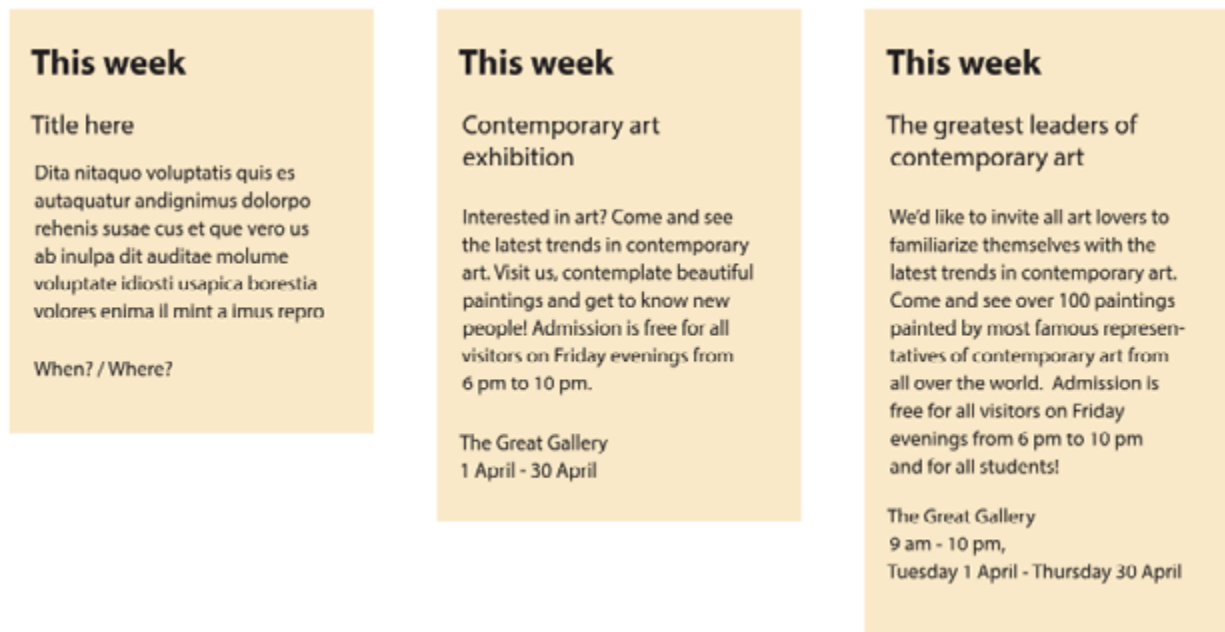 This week
Title here
Dita nitaquo voluptatis quis es
autaquatur andignimus dolorpo
rehenis susae cus et que vero us
ab inulpa dit auditae molume
voluptate idiosti usapica borestia
volores enima il mint a imus repro
When? / Where?
This week
Contemporary art
exhibition
Interested in art? Come and see
the latest trends in contemporary
art. Visit us, contemplate beautiful
paintings and get to know new
people! Admission is free for all
visitors on Friday evenings from
6 pm to 10 pm.
The Great Gallery
1 April - 30 April
This week
The greatest leaders of
contemporary art
We'd like to invite all art lovers to
familiarize themselves with the
latest trends in contemporary art.
Come and see over 100 paintings
painted by most famous represen-
tatives of contemporary art from
all over the world.  Admission is
free for all visitors on Friday
evenings from 6 pm to 10 pm
and for all students!
The Great Gallery
9 am - 10 pm,
Tuesday 1 April - Thursday 30 April